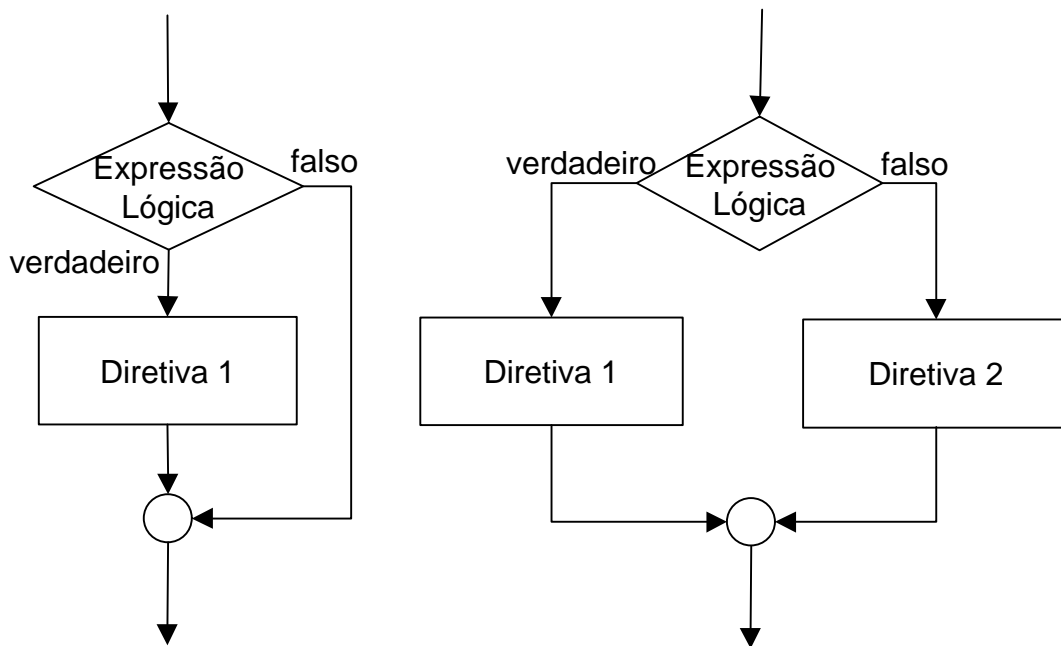 Expressão
Lógica
falso
verdadeiro
Diretiva 1
verdadeiro
Expressão
Lógica
falso
Diretiva 1
Diretiva 2